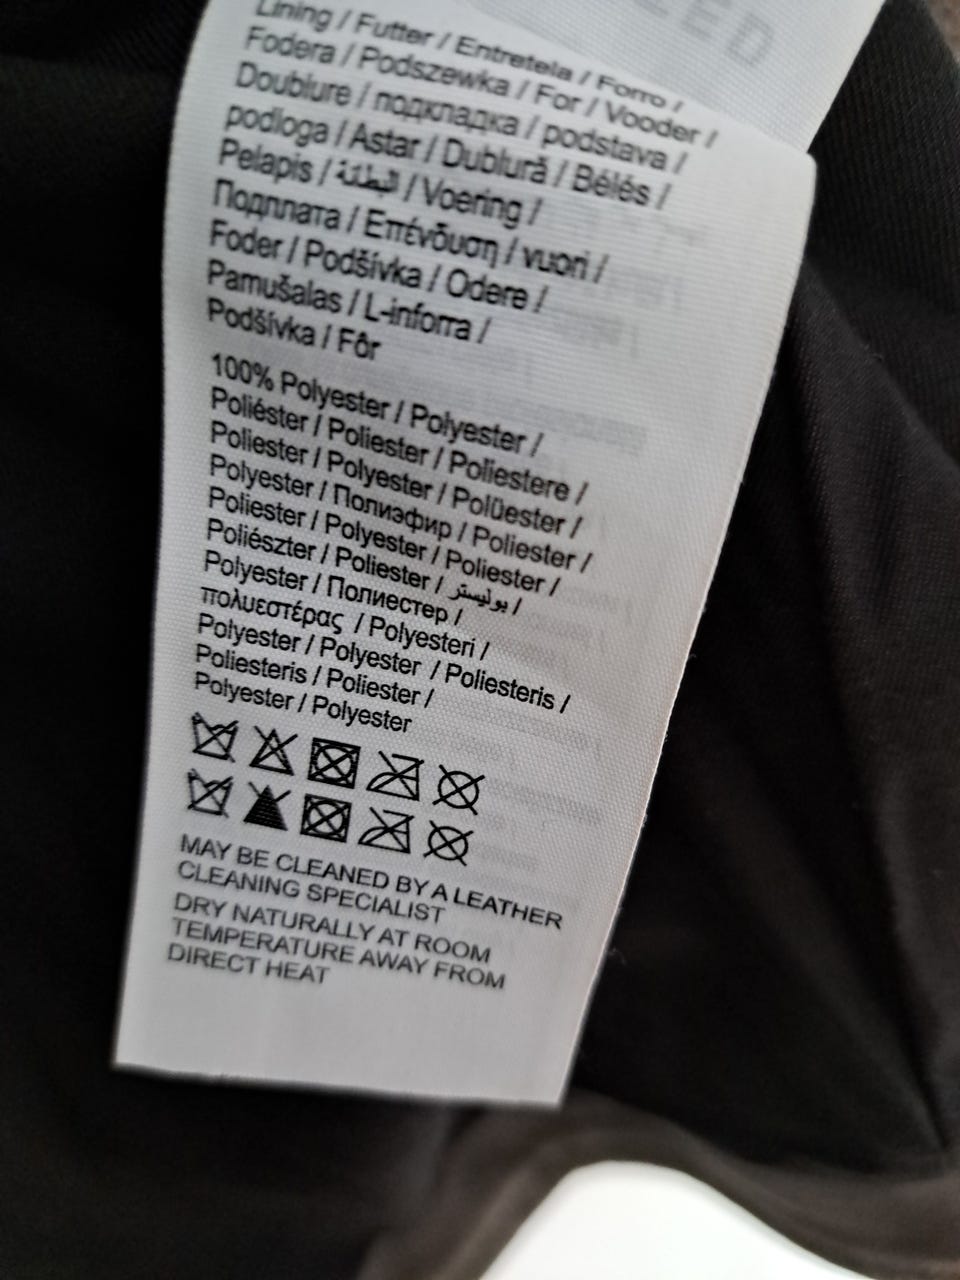 Lining / Futter / Entretela / Forro /
Fodera / Podszewka / For / Vooder /
Doublure / подкладка / podstava /
podloga / Astar / Dublură / Bélés /
Pelapis / البطانة / Voering /
Подплата / Επένδυση / vuori /
Foder / Podšívka / Odere /
Pamušalas / L-inforra /
Podšívka / Fôr
100% Polyester / Polyester /
Poliéster / Poliester / Poliestere /
Poliester / Polyester / Polüester /
Polyester / Полиэфир / Poliester /
Poliester / Polyester / Poliester /
Poliészter / Poliester / بوليستر /
Polyester / Полиестер /
πολυεστέρας / Polyesteri /
Polyester / Polyester / Poliesteris /
Poliesteris / Poliester /
Polyester / Polyester
MAY BE CLEANED BY A LEATHER
CLEANING SPECIALIST
DRY NATURALLY AT ROOM
TEMPERATURE AWAY FROM
DIRECT HEAT